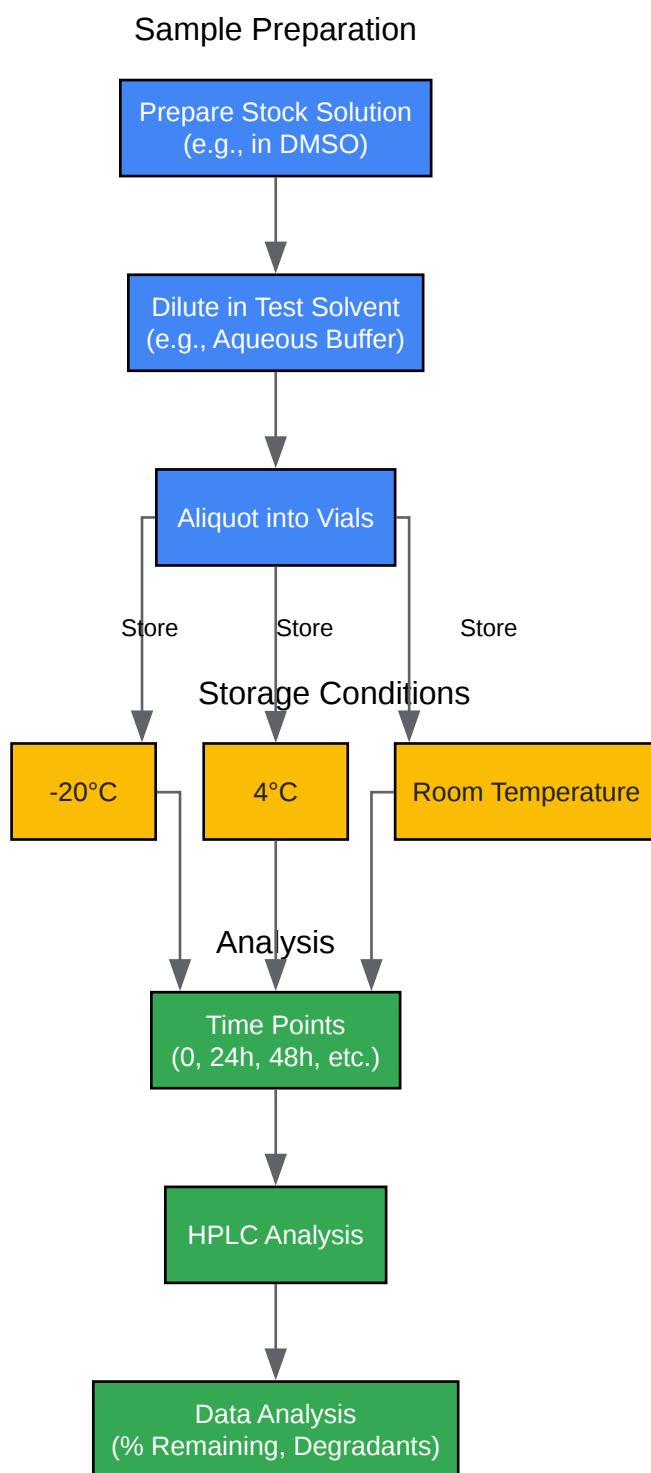 Sample Preparation
Prepare Stock Solution
(e.g., in DMSO)
Dilute in Test Solvent
(e.g., Aqueous Buffer)
Aliquot into Vials
Store
Store
Store
Storage Conditions
-20°C
4°C
Room Temperature
Analysis
Time Points
(0, 24h, 48h, etc.)
HPLC Analysis
Data Analysis
(% Remaining, Degradants)